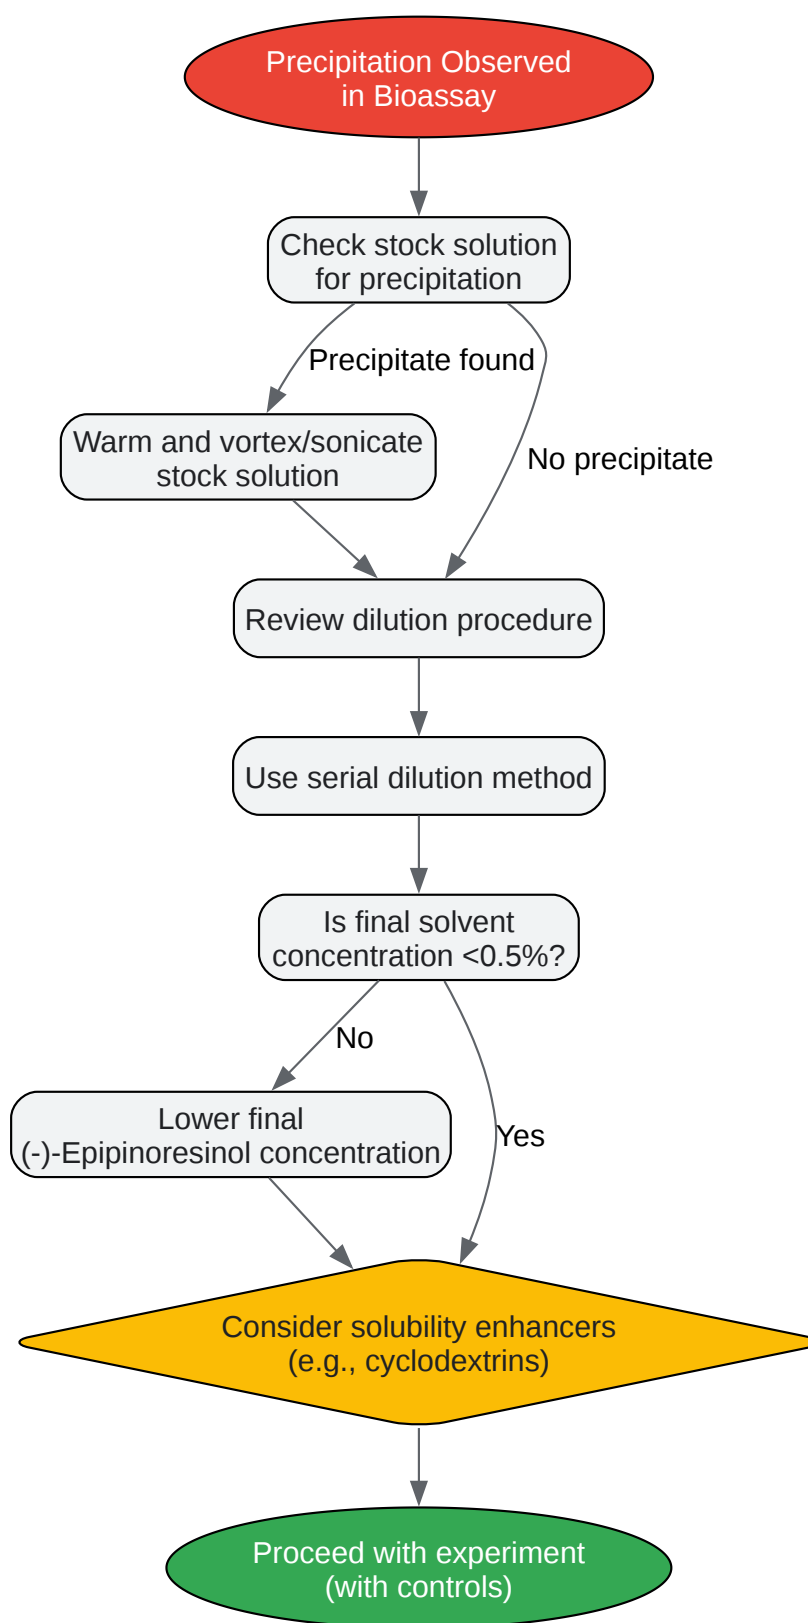 Precipitation Observed
in Bioassay
Check stock solution
for precipitation
Precipitate found
Warm and vortex/sonicate
stock solution
No precipitate
Review dilution procedure
Use serial dilution method
Is final solvent
concentration <0.5%?
No
Lower final
(-)-Epipinoresinol concentration
Yes
Consider solubility enhancers
(e.g., cyclodextrins)
Proceed with experiment
(with controls)